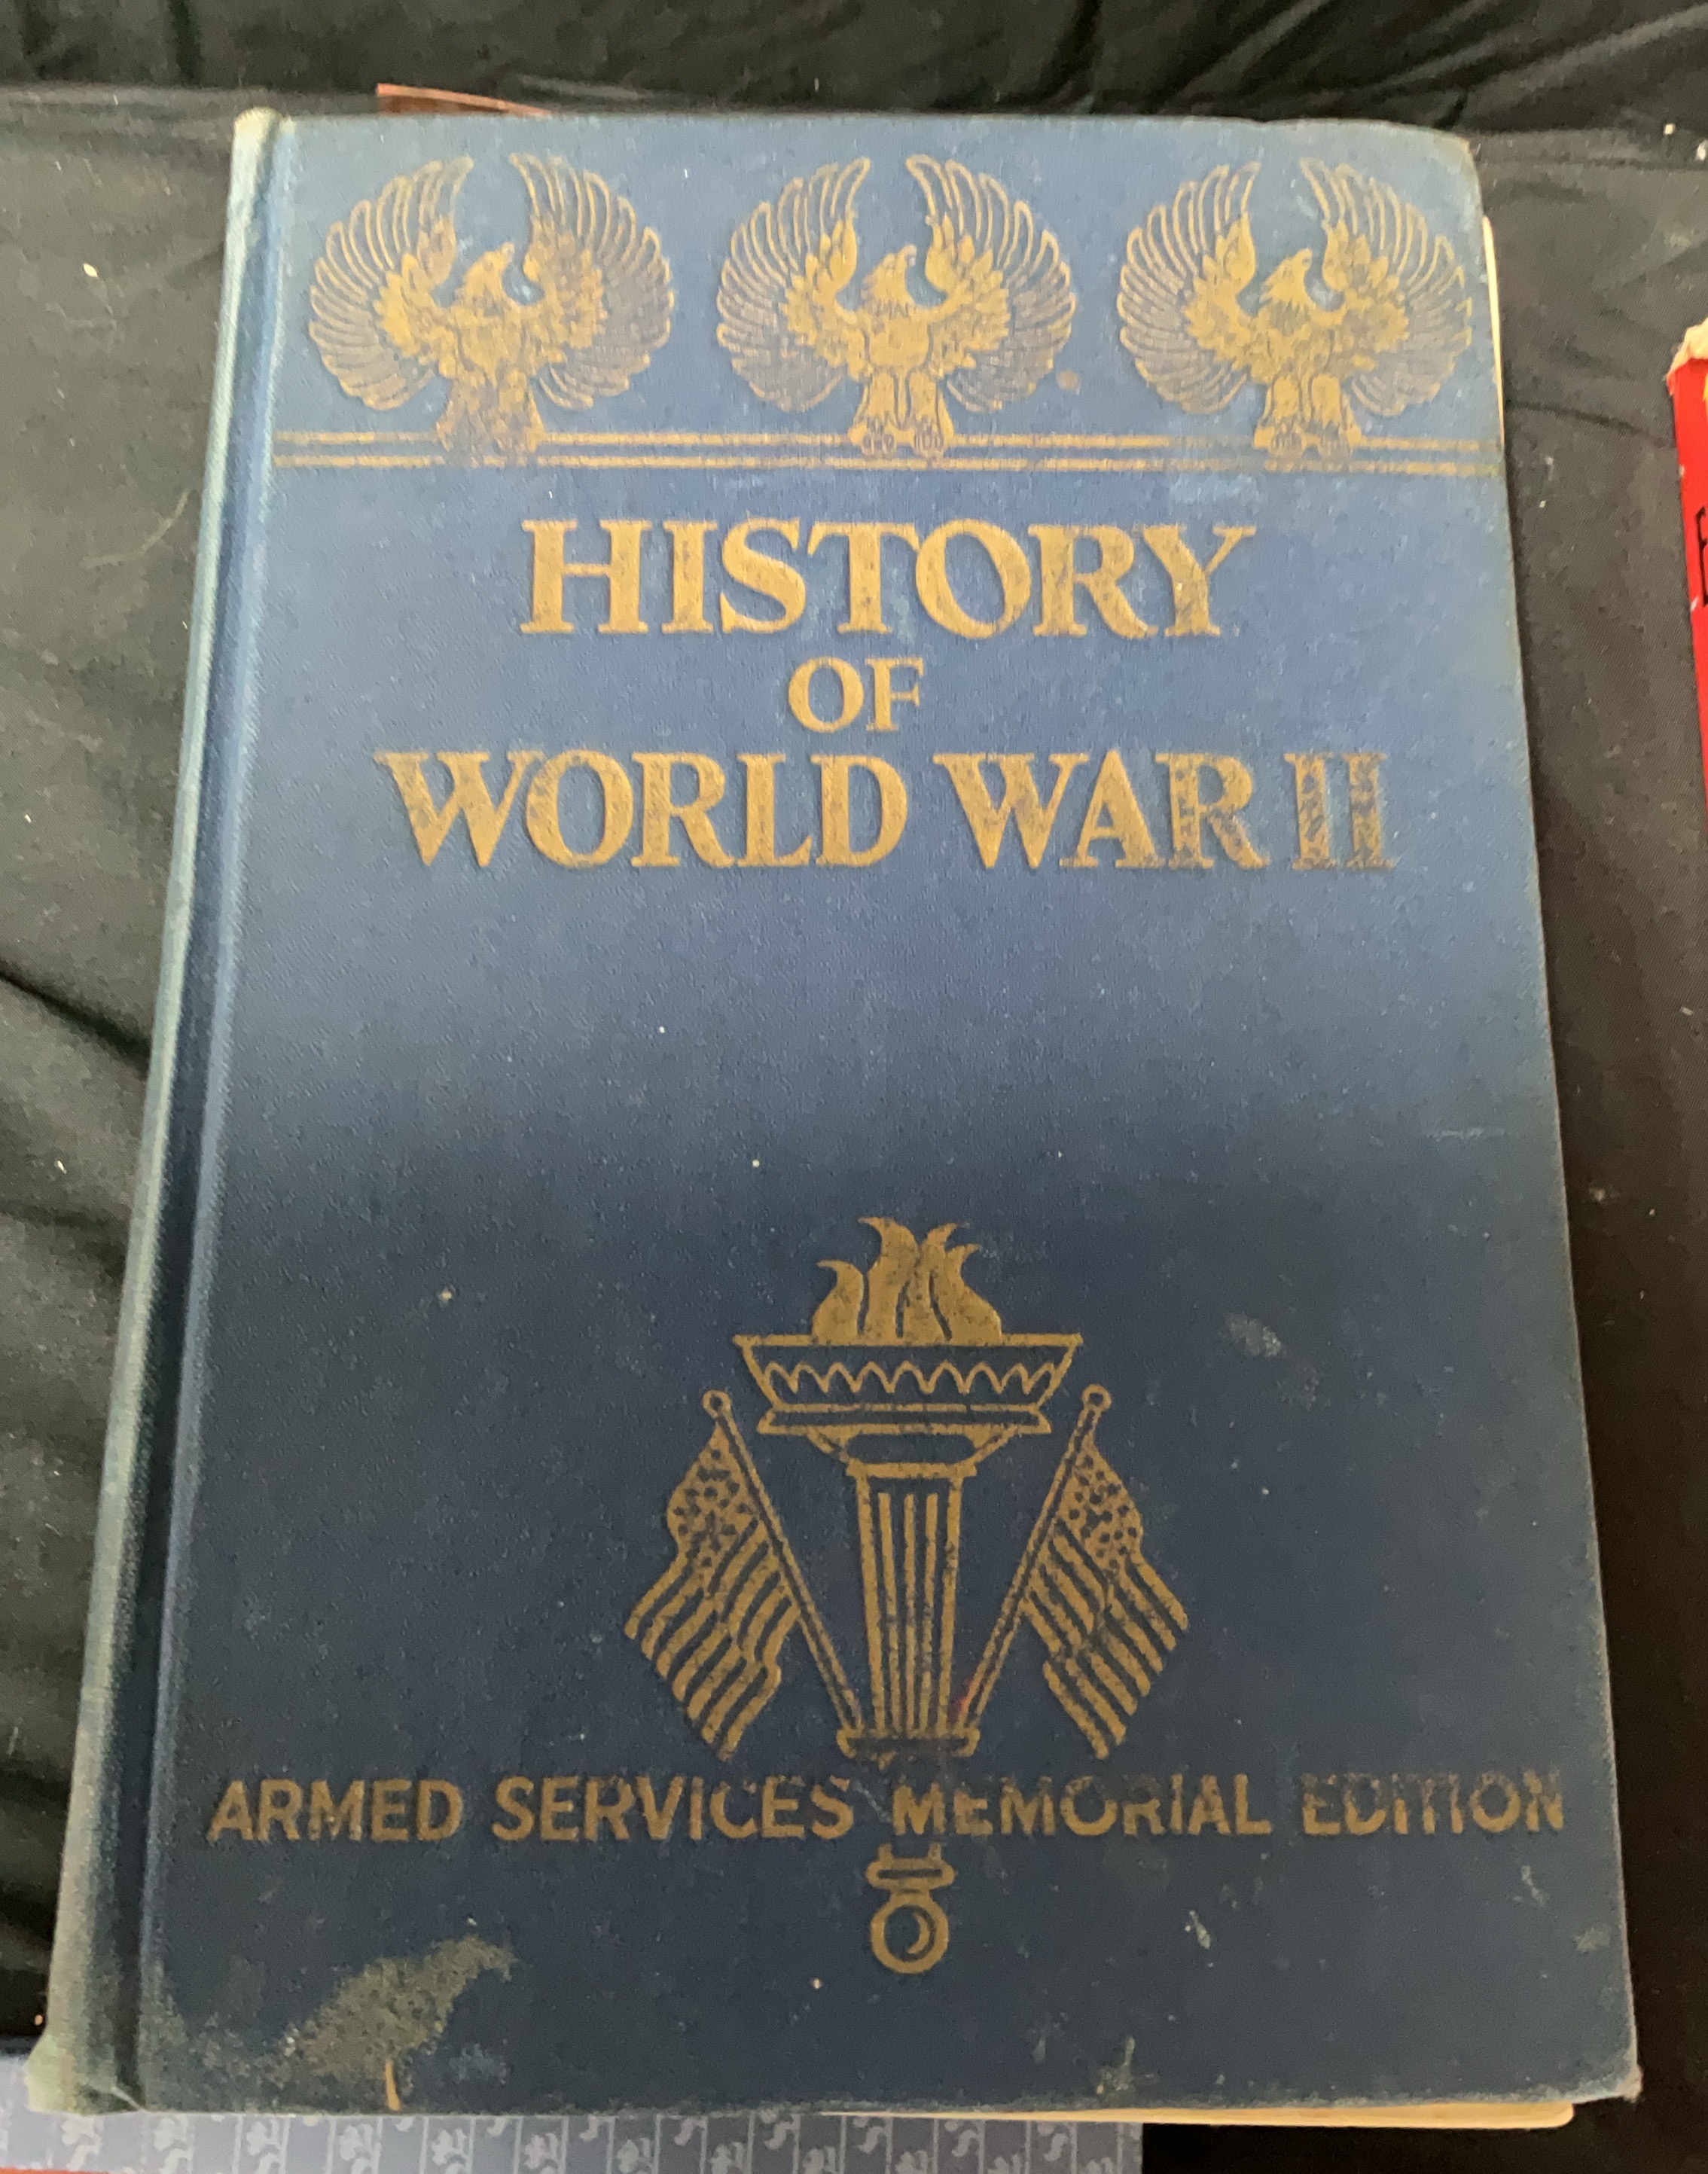 HISTORY
OF
WORLD WAR II
ARMED SERVICES MEMORIAL EDITION